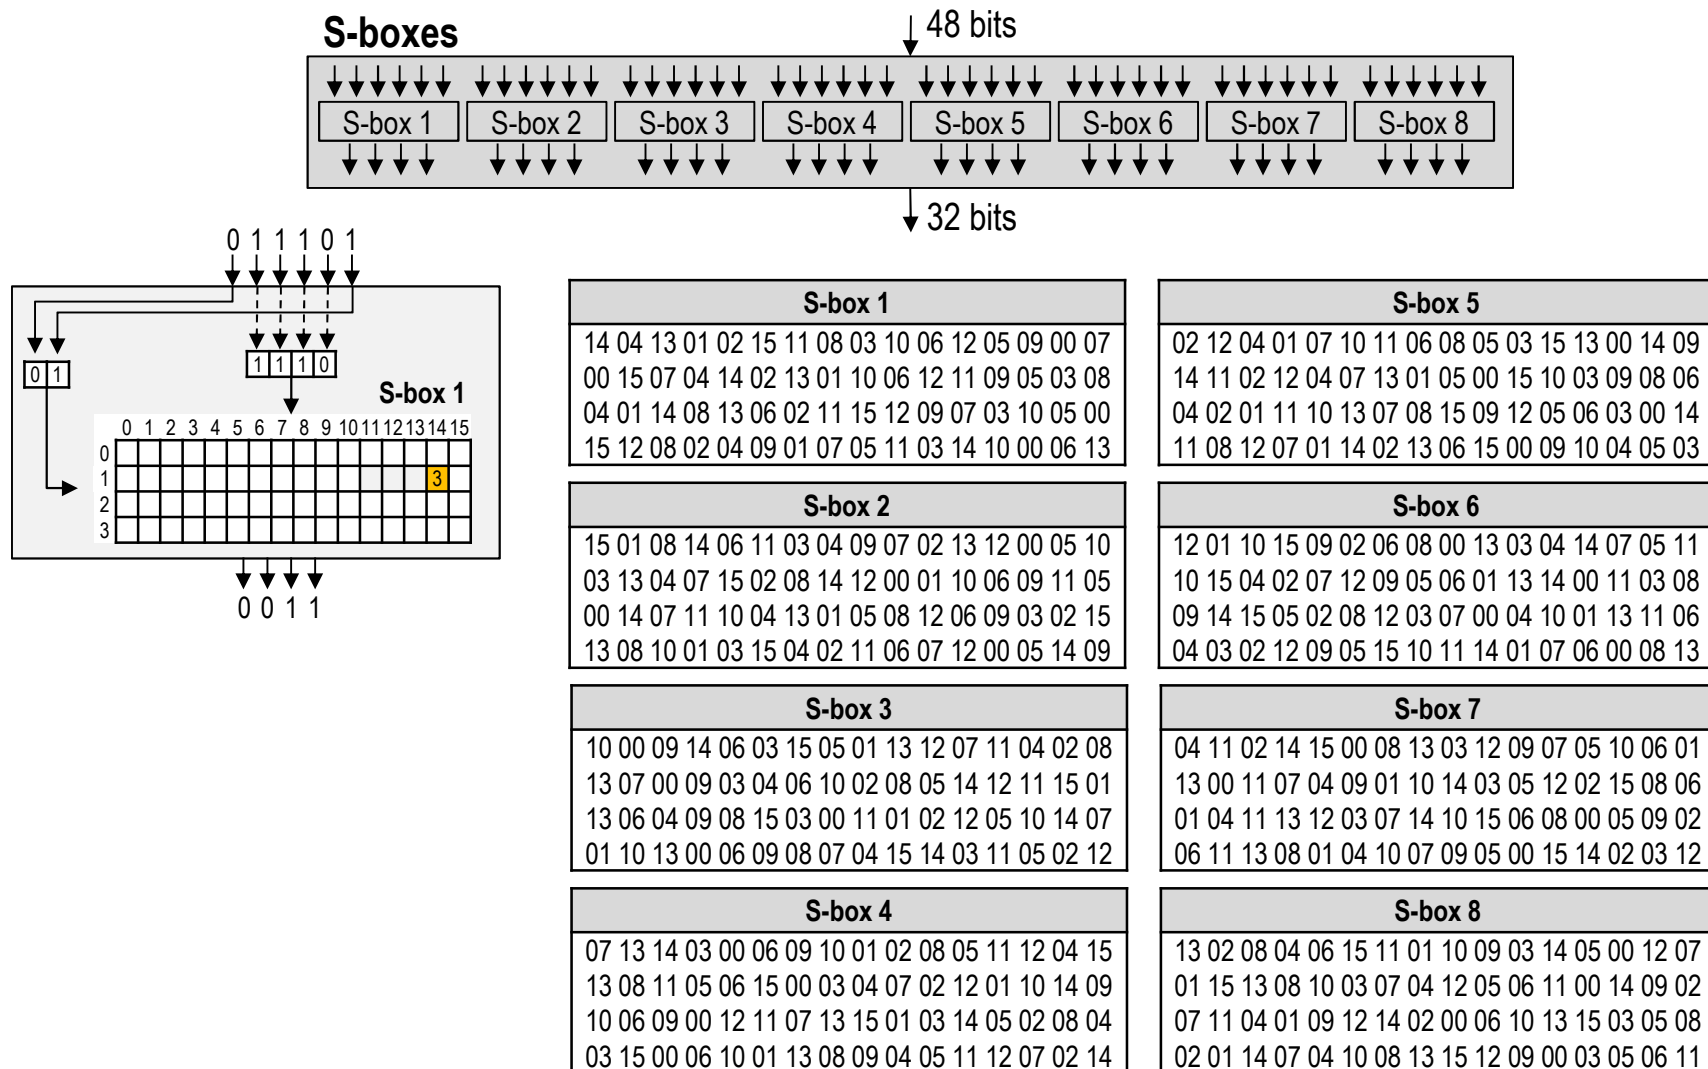 S-boxes
48 bits
S-box 1 S-box 2 S-box 3 S-box 4 S-box 5 S-box 6 S-box 7 S-box 8
32 bits
0 1 1 1 0 1
0 1
1 1 1 0
S-box 1
0 1 2 3 4 5 6 7 8 9 10 11 12 13 14 15
0
1 3
2
3
0 0 1 1
S-box 1
14 04 13 01 02 15 11 08 03 10 06 12 05 09 00 07
00 15 07 04 14 02 13 01 10 06 12 11 09 05 03 08
04 01 14 08 13 06 02 11 15 12 09 07 03 10 05 00
15 12 08 02 04 09 01 07 05 11 03 14 10 00 06 13
S-box 2
15 01 08 14 06 11 03 04 09 07 02 13 12 00 05 10
03 13 04 07 15 02 08 14 12 00 01 10 06 09 11 05
00 14 07 11 10 04 13 01 05 08 12 06 09 03 02 15
13 08 10 01 03 15 04 02 11 06 07 12 00 05 14 09
S-box 3
10 00 09 14 06 03 15 05 01 13 12 07 11 04 02 08
13 07 00 09 03 04 06 10 02 08 05 14 12 11 15 01
13 06 04 09 08 15 03 00 11 01 02 12 05 10 14 07
01 10 13 00 06 09 08 07 04 15 14 03 11 05 02 12
S-box 4
07 13 14 03 00 06 09 10 01 02 08 05 11 12 04 15
13 08 11 05 06 15 00 03 04 07 02 12 01 10 14 09
10 06 09 00 12 11 07 13 15 01 03 14 05 02 08 04
03 15 00 06 10 01 13 08 09 04 05 11 12 07 02 14
S-box 5
02 12 04 01 07 10 11 06 08 05 03 15 13 00 14 09
14 11 02 12 04 07 13 01 05 00 15 10 03 09 08 06
04 02 01 11 10 13 07 08 15 09 12 05 06 03 00 14
11 08 12 07 01 14 02 13 06 15 00 09 10 04 05 03
S-box 6
12 01 10 15 09 02 06 08 00 13 03 04 14 07 05 11
10 15 04 02 07 12 09 05 06 01 13 14 00 11 03 08
09 14 15 05 02 08 12 03 07 00 04 10 01 13 11 06
04 03 02 12 09 05 15 10 11 14 01 07 06 00 08 13
S-box 7
04 11 02 14 15 00 08 13 03 12 09 07 05 10 06 01
13 00 11 07 04 09 01 10 14 03 05 12 02 15 08 06
01 04 11 13 12 03 07 14 10 15 06 08 00 05 09 02
06 11 13 08 01 04 10 07 09 05 00 15 14 02 03 12
S-box 8
13 02 08 04 06 15 11 01 10 09 03 14 05 00 12 07
01 15 13 08 10 03 07 04 12 05 06 11 00 14 09 02
07 11 04 01 09 12 14 02 00 06 10 13 15 03 05 08
02 01 14 07 04 10 08 13 15 12 09 00 03 05 06 11